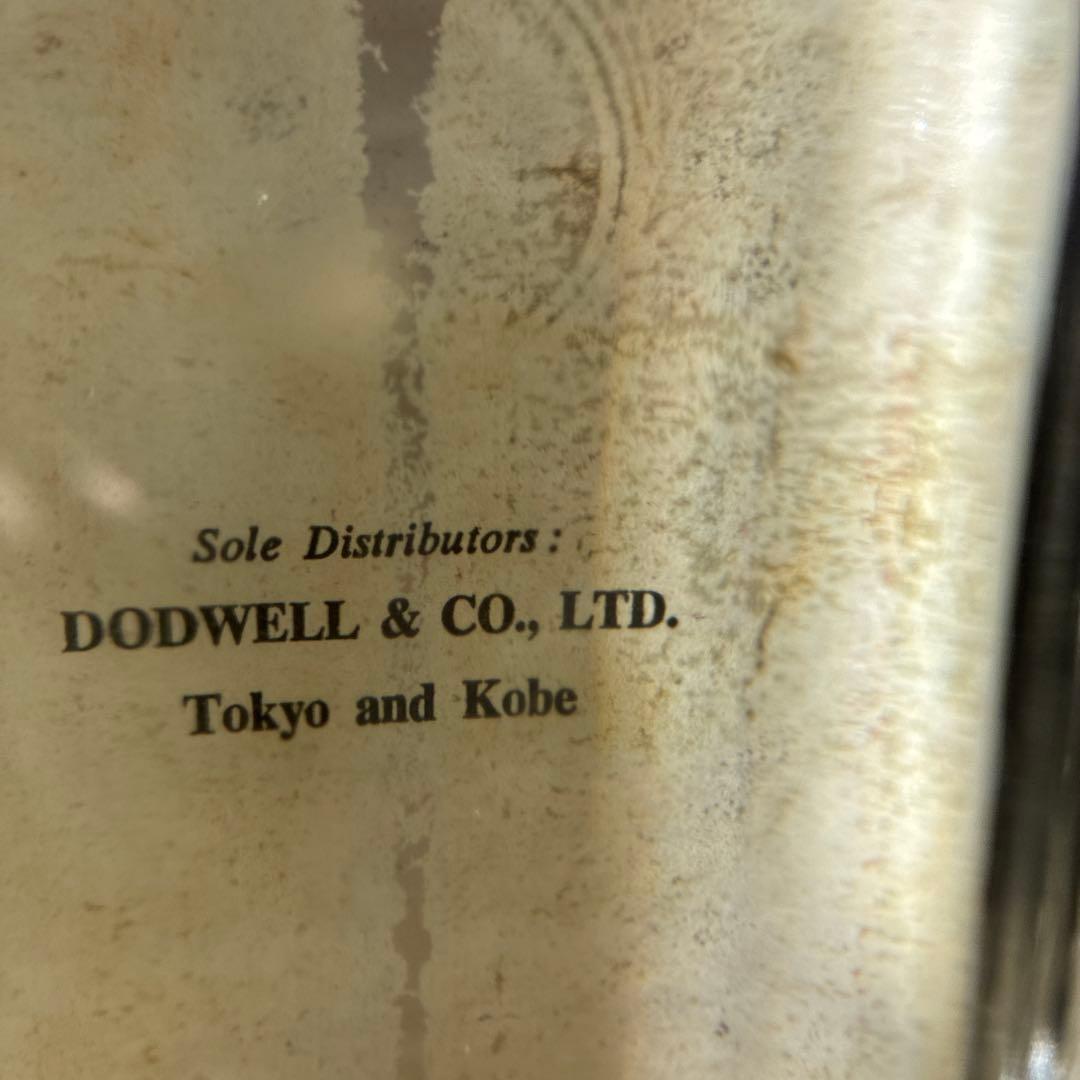 Sole Distributors :
DODWELL & CO., LTD.
Tokyo and Kobe